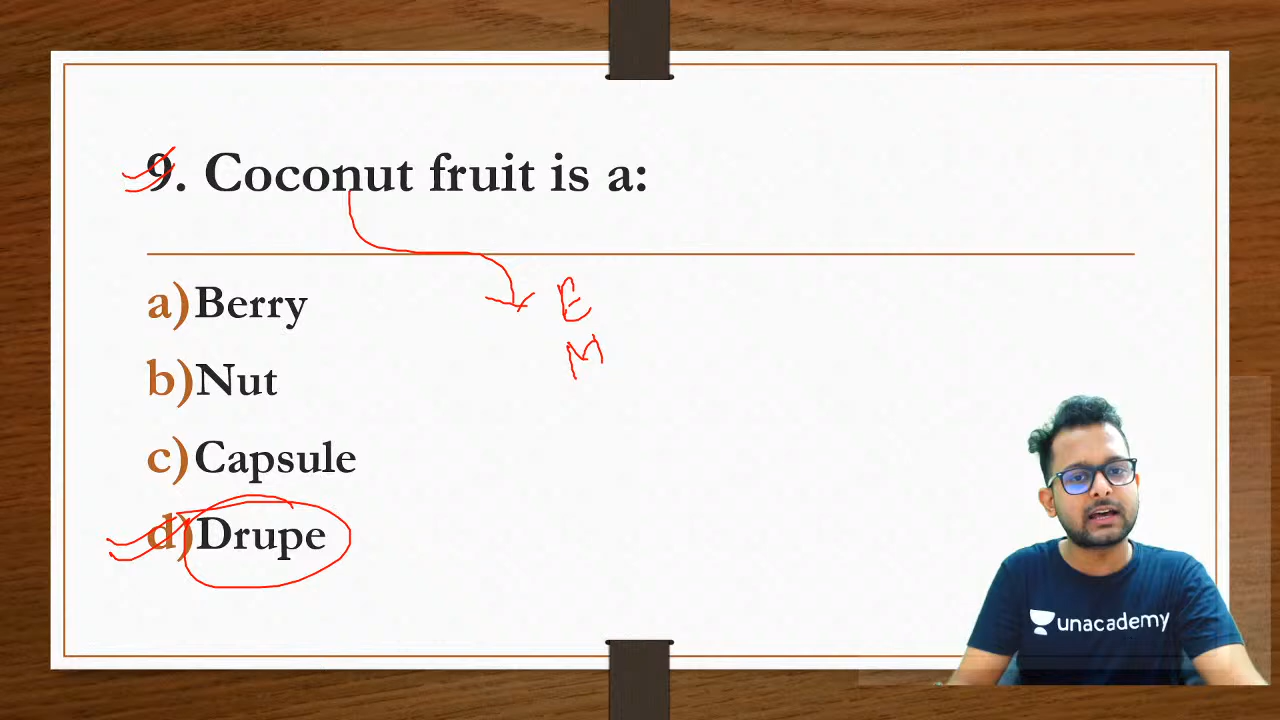 9. Coconut fruit is a:
E
M
a) Berry
b) Nut
c) Capsule
d) Drupe
unacademy